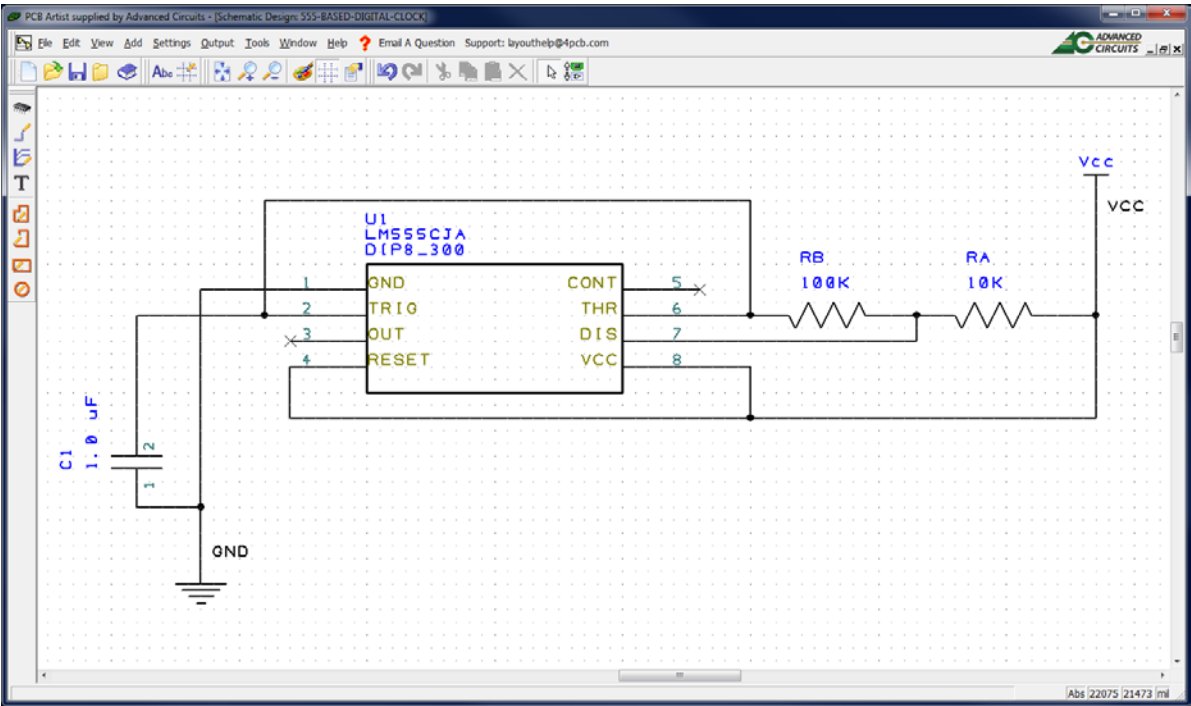 PCB Artist supplied by Advanced Circuits - [Schematic Design: 555-BASED-DIGITAL-CLOCK]
File Edit View Add Settings Output Tools Window Help ? Email A Question Support: layouthelp@4pcb.com
ADVANCED
CIRCUITS
Abc
T
Vcc
VCC
U1
LM555CJA
DIP8_300
RB
100K
RA
10K
1 GND CONT 5
2 TRIG THR 6
3 OUT DIS 7
4 RESET VCC 8
C1
1.0 uF
2
1
GND
Abs 22075 21473 mil